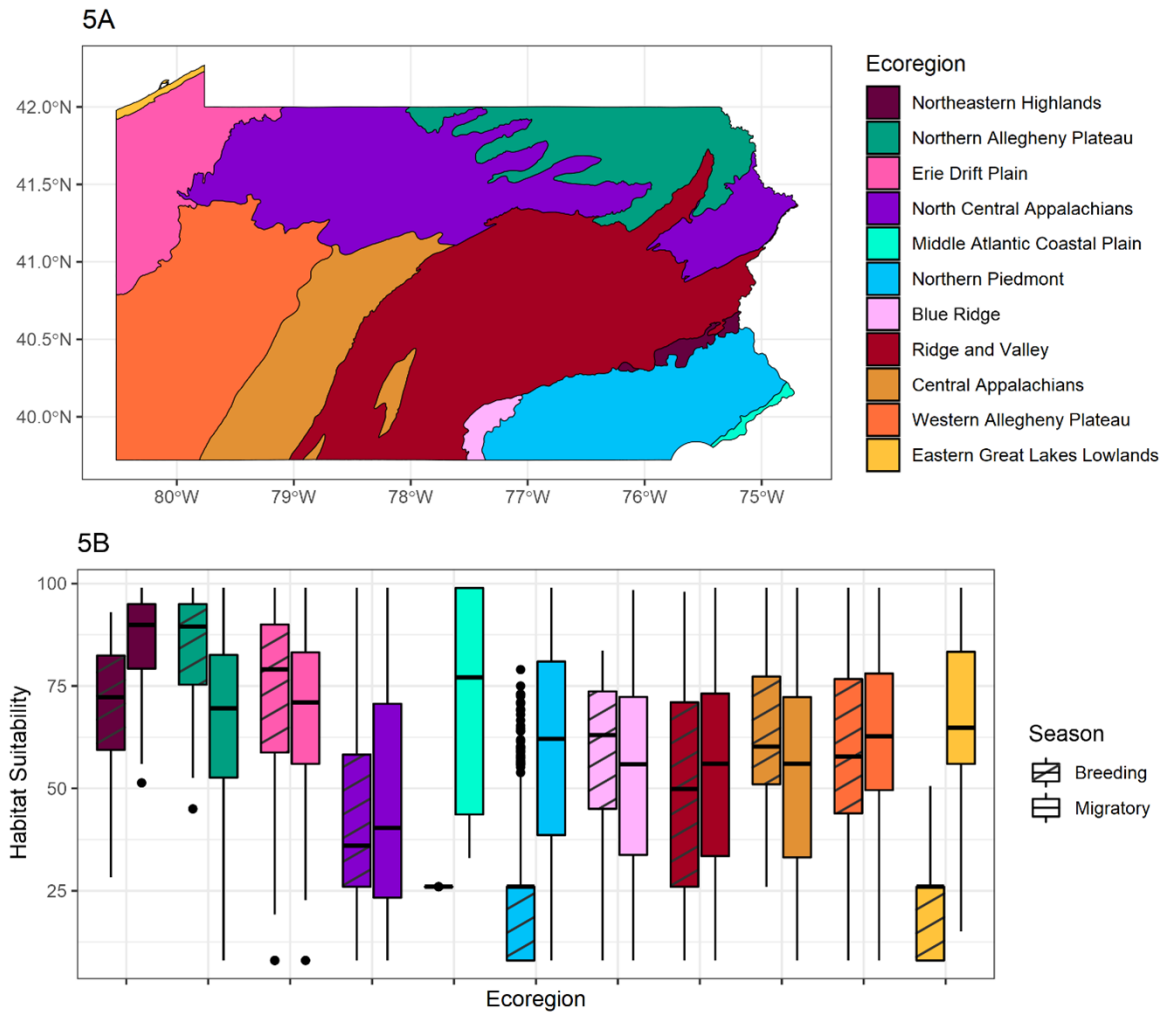 5A
42.0°N
41.5°N
41.0°N
40.5°N
40.0°N
80°W
79°W
78°W
77°W
76°W
75°W
Ecoregion
Northeastern Highlands
Northern Allegheny Plateau
Erie Drift Plain
North Central Appalachians
Middle Atlantic Coastal Plain
Northern Piedmont
Blue Ridge
Ridge and Valley
Central Appalachians
Western Allegheny Plateau
Eastern Great Lakes Lowlands
5B
Habitat Suitability
100
75
50
25
Ecoregion
Season
Breeding
Migratory